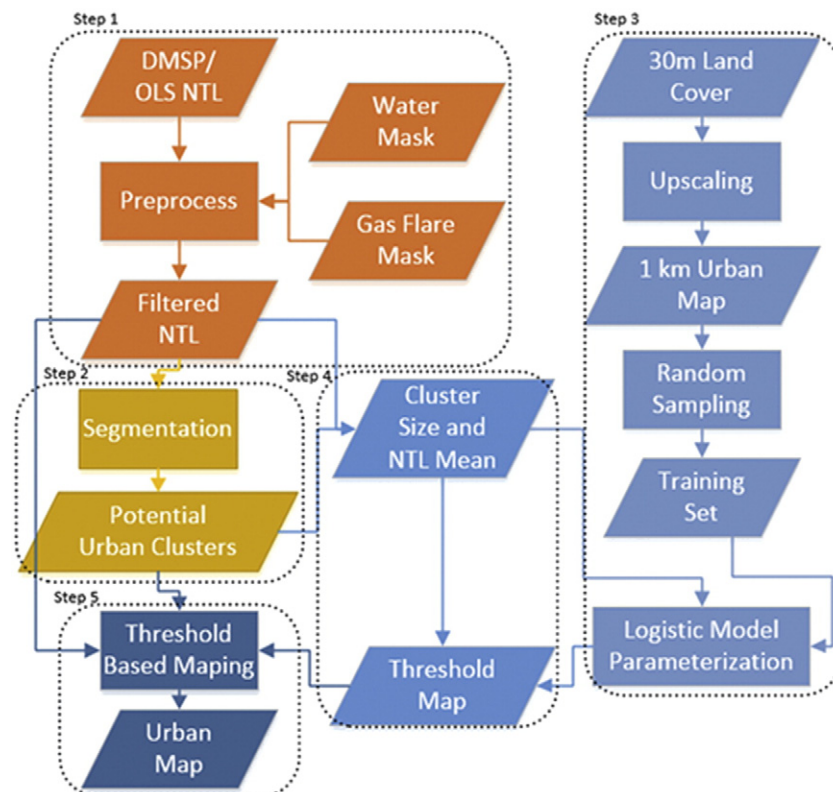 Step 1
DMSP/
OLS NTL
Water
Mask
Preprocess
Gas Flare
Mask
Filtered
NTL
Step 2
Segmentation
Potential
Urban Clusters
Step 4
Cluster
Size and
NTL Mean
Threshold
Map
Step 3
30m Land
Cover
Upscaling
1 km Urban
Map
Random
Sampling
Training
Set
Logistic Model
Parameterization
Step 5
Threshold
Based Maping
Urban
Map